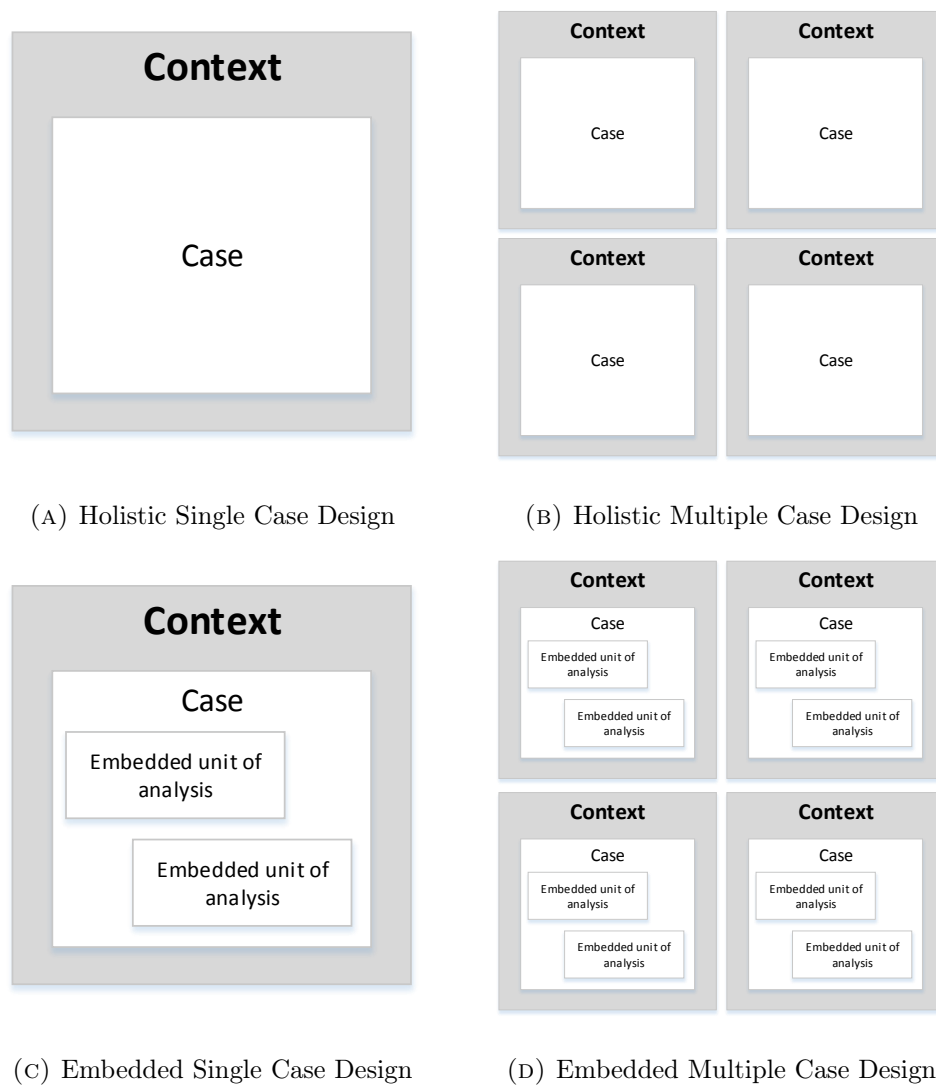 Context
Case
Context
Case
Context
Case
Context
Case
Context
Case
(A) Holistic Single Case Design
(B) Holistic Multiple Case Design
Context
Case
Embedded unit of
analysis
Embedded unit of
analysis
Context
Case
Embedded unit of
analysis
Embedded unit of
analysis
Context
Case
Embedded unit of
analysis
Embedded unit of
analysis
Context
Case
Embedded unit of
analysis
Embedded unit of
analysis
Context
Case
Embedded unit of
analysis
Embedded unit of
analysis
(C) Embedded Single Case Design
(D) Embedded Multiple Case Design